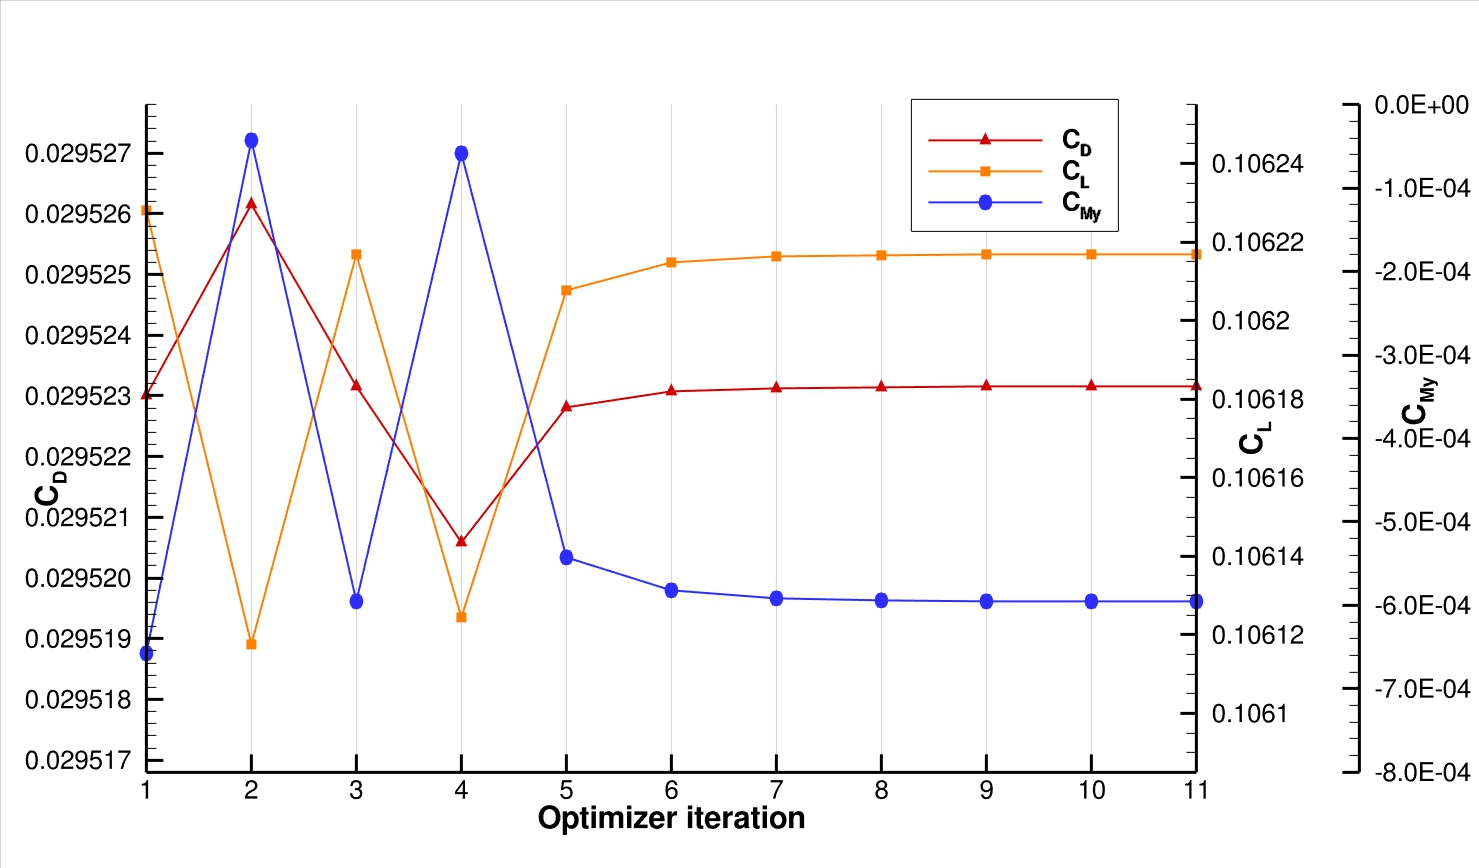 C_D
C_L
C_My
0.029527
0.029526
0.029525
0.029524
0.029523
0.029522
0.029521
0.029520
0.029519
0.029518
0.029517
C_D
0.10624
0.10622
0.1062
0.10618
0.10616
0.10614
0.10612
0.1061
C_L
0.0E+00
-1.0E-04
-2.0E-04
-3.0E-04
-4.0E-04
-5.0E-04
-6.0E-04
-7.0E-04
-8.0E-04
C_My
1 2 3 4 5 6 7 8 9 10 11
Optimizer iteration